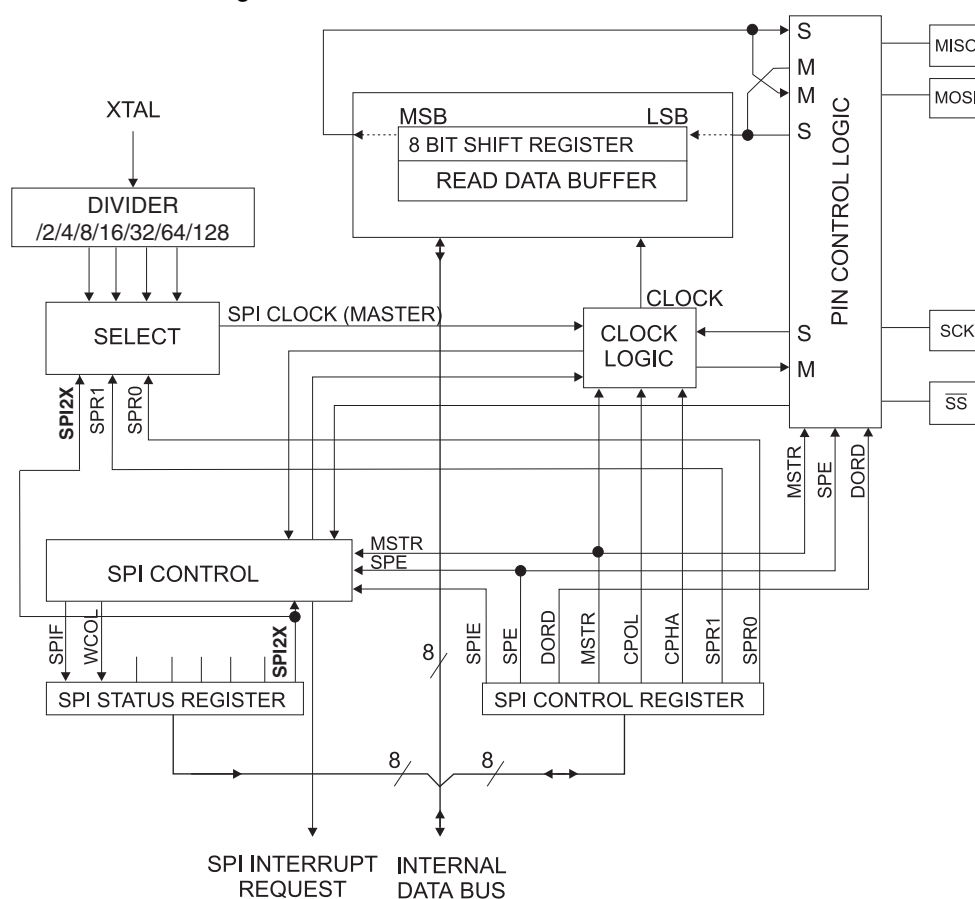 S
MISO
M
MSB
LSB
M
MOSI
XTAL
8 BIT SHIFT REGISTER
S
READ DATA BUFFER
DIVIDER
/2/4/8/16/32/64/128
PIN CONTROL LOGIC
CLOCK
SPI CLOCK (MASTER)
SELECT
CLOCK
LOGIC
S
SCK
M
SPI2X
SPR1
SPR0
SS
MSTR
SPE
DORD
MSTR
SPE
SPI CONTROL
SPIF
WCOL
SPI2X
8
SPIE
SPE
DORD
MSTR
CPOL
CPHA
SPR1
SPR0
SPI STATUS REGISTER
SPI CONTROL REGISTER
8
8
SPI INTERRUPT
REQUEST
INTERNAL
DATA BUS